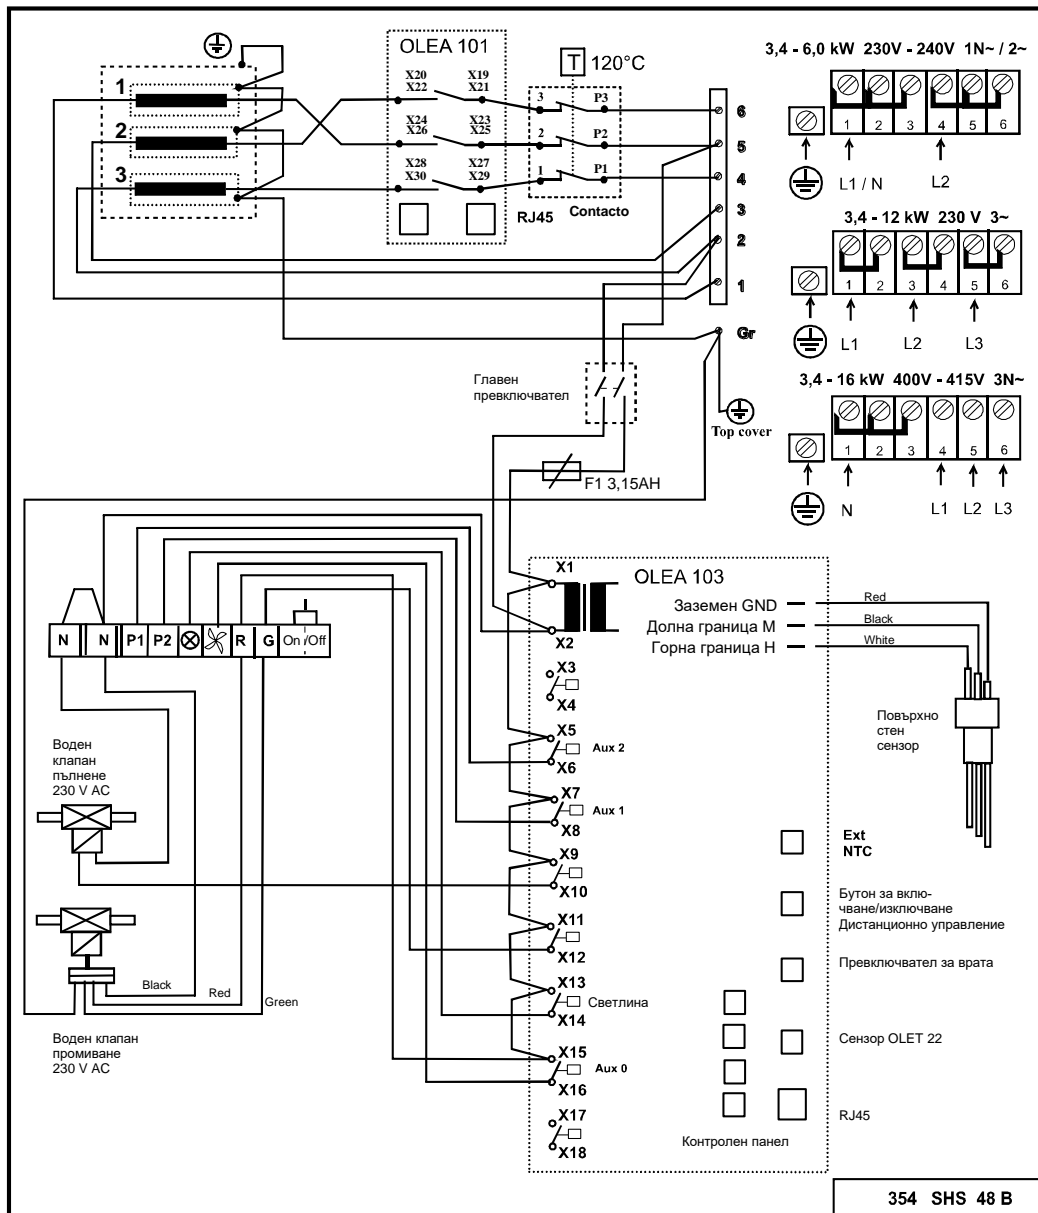 OLEA 101
T 120°C
1
2
3
X20 X19
X22 X21
X24 X23
X26 X25
X28 X27
X30 X29
3 P3
2 P2
1 P1
RJ45
Contacto
6
5
4
3
2
1
Gr
Top cover
3,4 - 6,0 kW 230V - 240V 1N~ / 2~
1 2 3 4 5 6
L1 / N L2
3,4 - 12 kW 230 V 3~
1 2 3 4 5 6
L1 L2 L3
3,4 - 16 kW 400V - 415V 3N~
1 2 3 4 5 6
N L1 L2 L3
Главен
превключвател
F1 3,15AH
N N P1 P2 R G On /Off
Воден
клапан
пълнене
230 V AC
Black
Red
Green
Воден клапан
промиване
230 V AC
OLEA 103
X1
X2
X3
X4
X5
Aux 2
X6
X7
Aux 1
X8
X9
X10
X11
X12
X13
Светлина
X14
X15
Aux 0
X16
X17
X18
Заземен GND
Долна граница M
Горна граница H
Red
Black
White
Повърхно
стен
сензор
Ext
NTC
Бутон за вклю-
чване/изключване
Дистанционно управление
Превключвател за врата
Сензор OLET 22
RJ45
Контролен панел
354 SHS 48 B